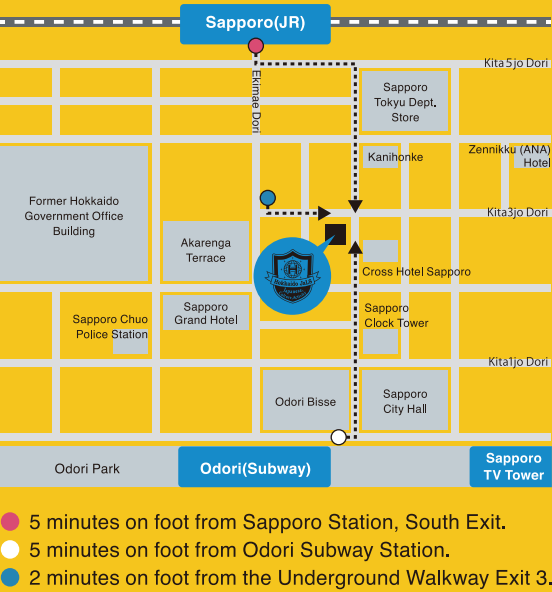 Sapporo(JR)
Kita5jo Dori
Ekimae Dori
Sapporo
Tokyu Dept.
Store
Kanihonke
Zennikku (ANA)
Hotel
Former Hokkaido
Government Office
Building
Kita3jo Dori
Akarenga
Terrace
H
Cross Hotel Sapporo
Sapporo
Grand Hotel
Sapporo Chuo
Police Station
Sapporo
Clock Tower
Kita1jo Dori
Odori Bisse
Sapporo
City Hall
Odori Park
Odori(Subway)
Sapporo
TV Tower
5 minutes on foot from Sapporo Station, South Exit.
5 minutes on foot from Odori Subway Station.
2 minutes on foot from the Underground Walkway Exit 3.